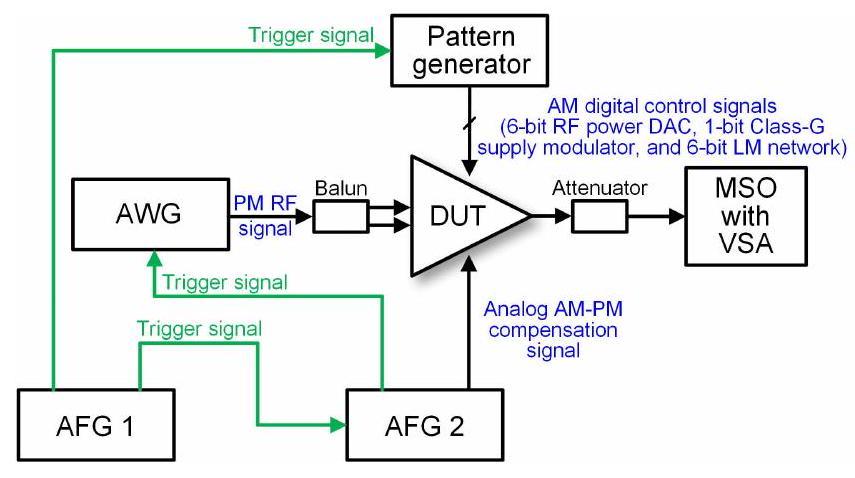 Trigger signal
Pattern
generator
AM digital control signals
(6-bit RF power DAC, 1-bit Class-G
supply modulator, and 6-bit LM network)
AWG
PM RF
signal
Balun
DUT
Attenuator
MSO
with
VSA
Trigger signal
Trigger signal
Analog AM-PM
compensation
signal
AFG 1
AFG 2